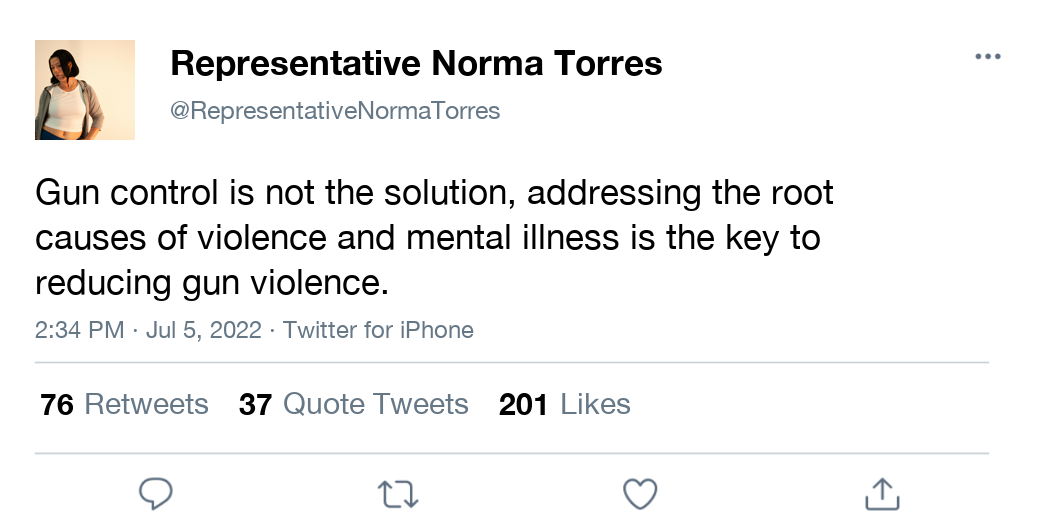 Representative Norma Torres
@RepresentativeNormaTorres
Gun control is not the solution, addressing the root
causes of violence and mental illness is the key to
reducing gun violence.
2:34 PM · Jul 5, 2022 · Twitter for iPhone
76 Retweets 37 Quote Tweets 201 Likes